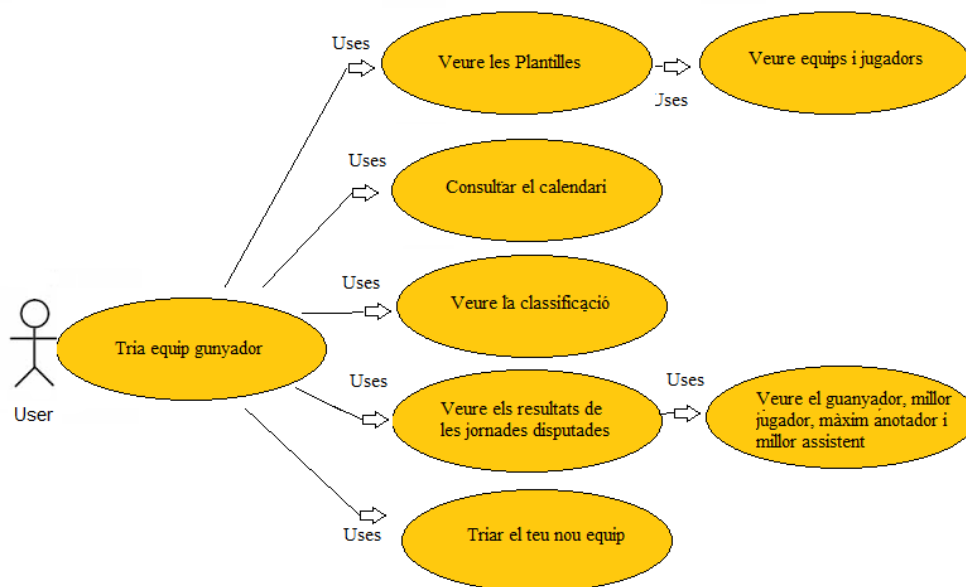 Uses
Veure les Plantilles
Veure equips i jugadors
Uses
Uses
Consultar el calendari
Uses
Veure la classificació
Tria equip gunyador
User
Uses
Veure els resultats de
les jornades disputades
Uses
Veure el guanyador, millor
jugador, màxim anotador i
millor assistent
Uses
Triar el teu nou equip